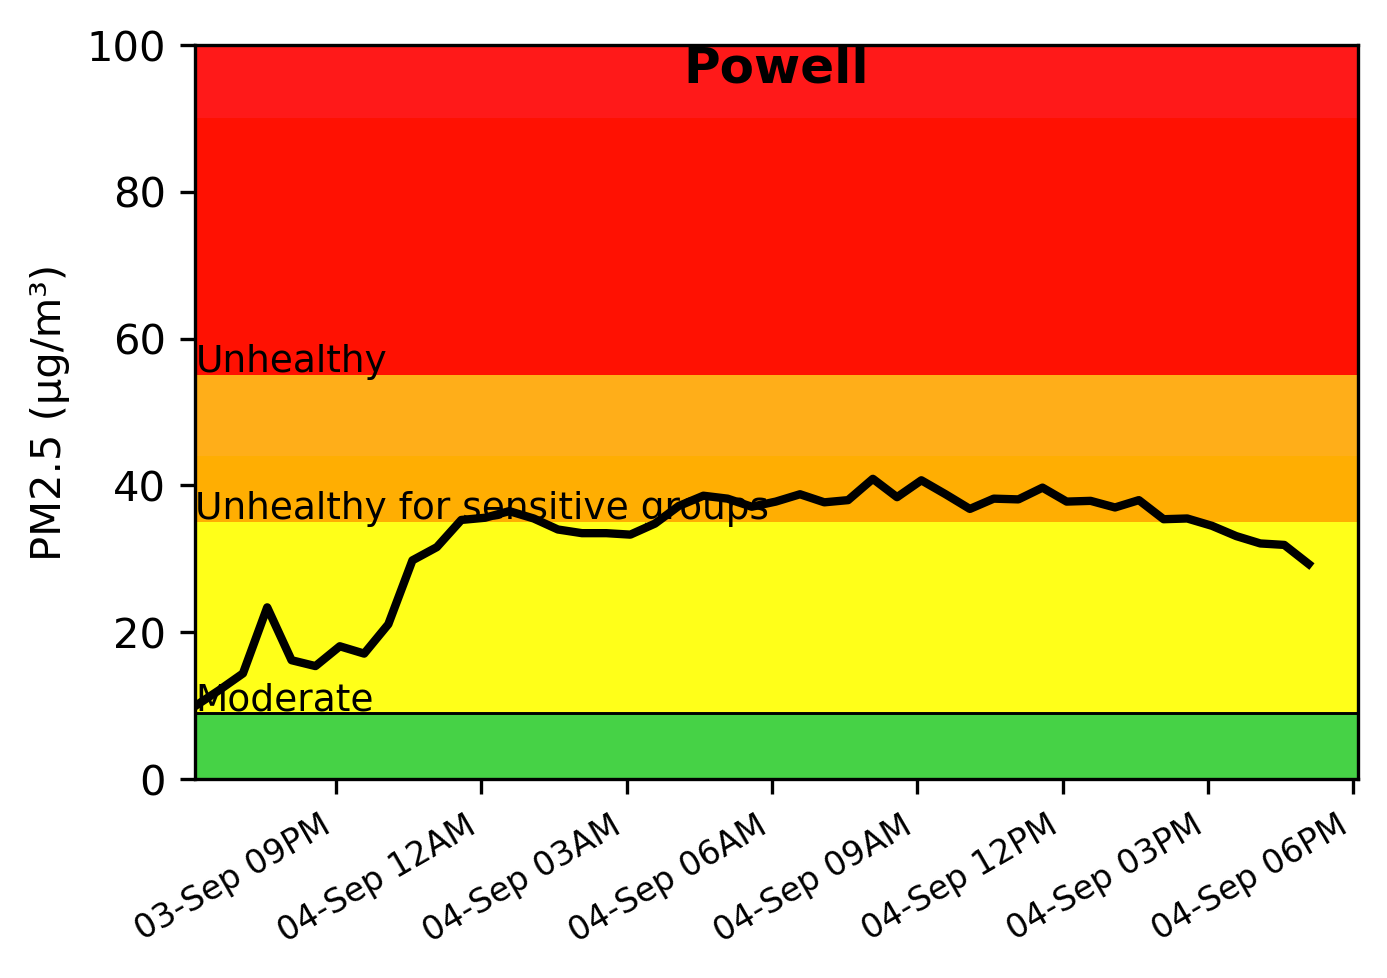 Powell
100
80
60
40
20
0
PM2.5 (µg/m³)
Unhealthy
Unhealthy for sensitive groups
Moderate
03-Sep 09PM
04-Sep 12AM
04-Sep 03AM
04-Sep 06AM
04-Sep 09AM
04-Sep 12PM
04-Sep 03PM
04-Sep 06PM